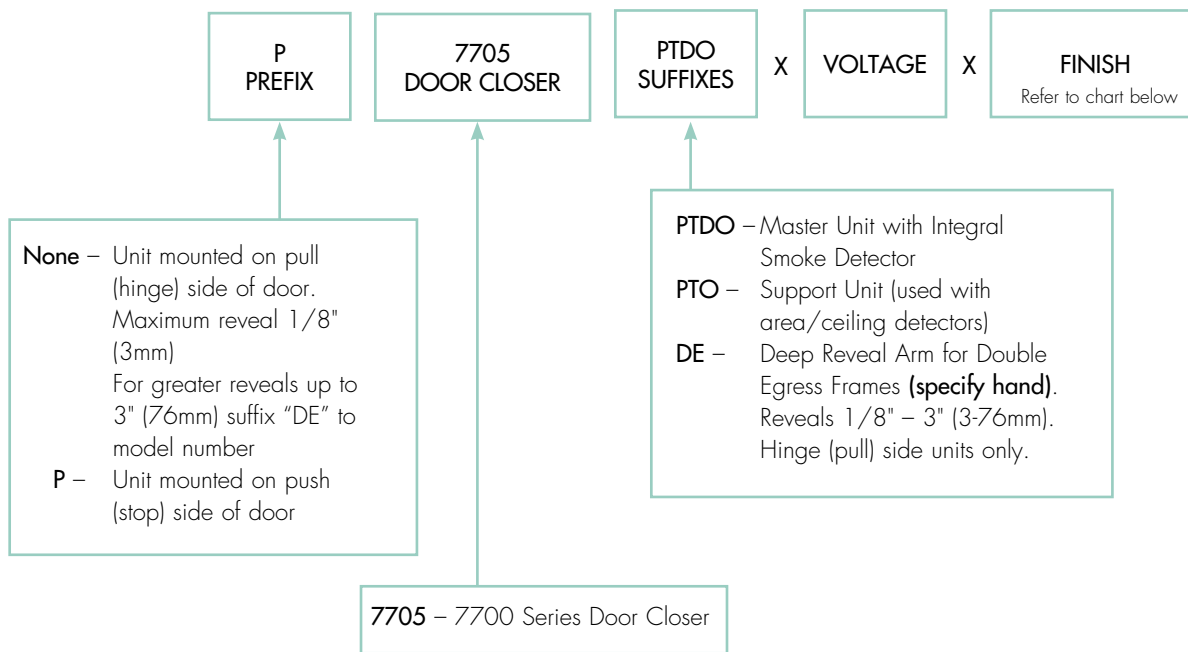 P
PREFIX
7705
DOOR CLOSER
PTDO
SUFFIXES
X
VOLTAGE
X
FINISH
Refer to chart below
None – Unit mounted on pull
(hinge) side of door.
Maximum reveal 1/8"
(3mm)
For greater reveals up to
3" (76mm) suffix “DE” to
model number
P – Unit mounted on push
(stop) side of door
PTDO – Master Unit with Integral
Smoke Detector
PTO – Support Unit (used with
area/ceiling detectors)
DE – Deep Reveal Arm for Double
Egress Frames (specify hand).
Reveals 1/8" – 3" (3-76mm).
Hinge (pull) side units only.
7705 – 7700 Series Door Closer